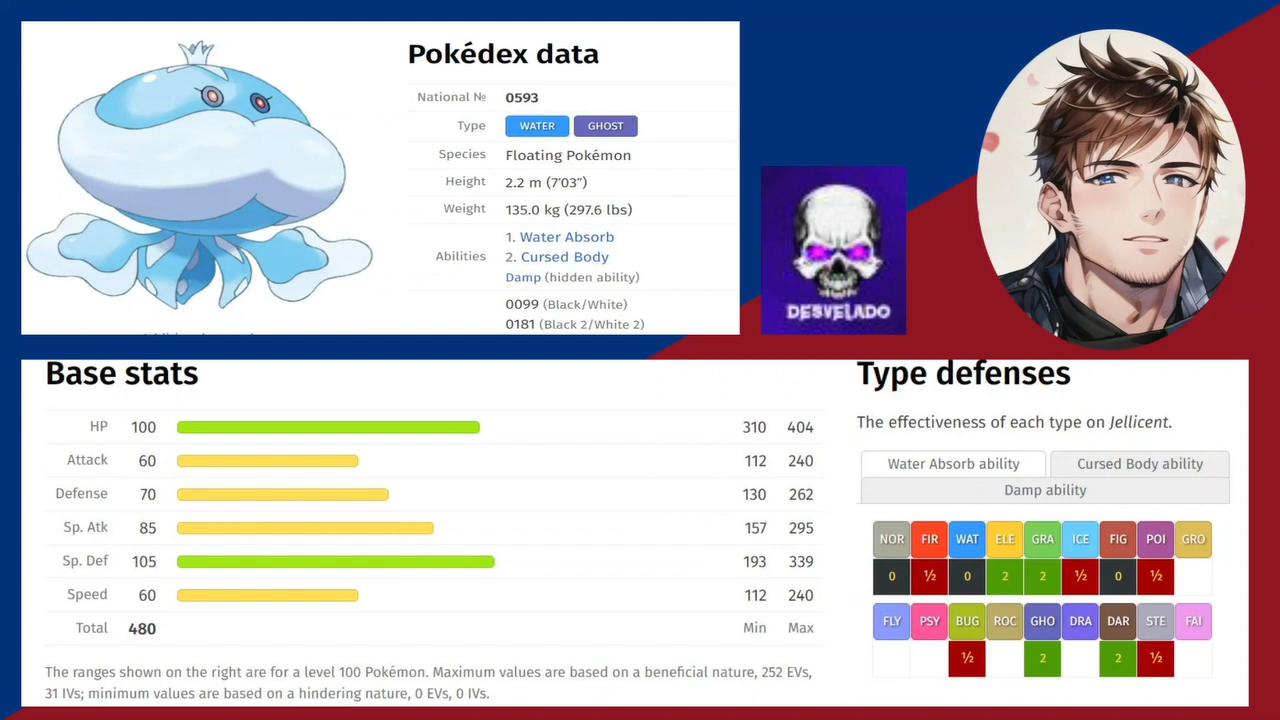 Pokédex data
National № 0593
Type WATER GHOST
Species Floating Pokémon
Height 2.2 m (7′03″)
Weight 135.0 kg (297.6 lbs)
Abilities 1. Water Absorb
2. Cursed Body
Damp (hidden ability)
0099 (Black/White)
0181 (Black 2/White 2)
DESVELADO
Base stats
HP 100 310 404
Attack 60 112 240
Defense 70 130 262
Sp. Atk 85 157 295
Sp. Def 105 193 339
Speed 60 112 240
Total 480 Min Max
The ranges shown on the right are for a level 100 Pokémon. Maximum values are based on a beneficial nature, 252 EVs,
31 IVs; minimum values are based on a hindering nature, 0 EVs, 0 IVs.
Type defenses
The effectiveness of each type on Jellicent.
Water Absorb ability Cursed Body ability
Damp ability
NOR FIR WAT ELE GRA ICE FIG POI GRO
0 ½ 0 2 2 ½ 0 ½
FLY PSY BUG ROC GHO DRA DAR STE FAI
½ 2 2 ½